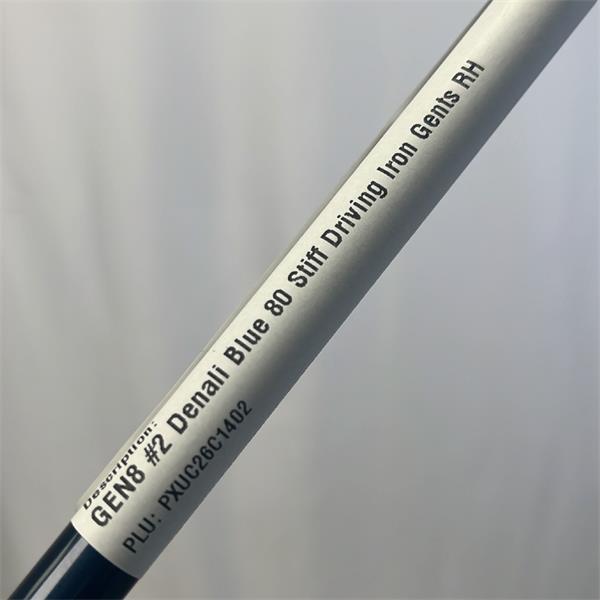 Description:
GEN8 #2 Denali Blue 80 Stiff Driving Iron Gents RH
PLU: PXUC26C1402